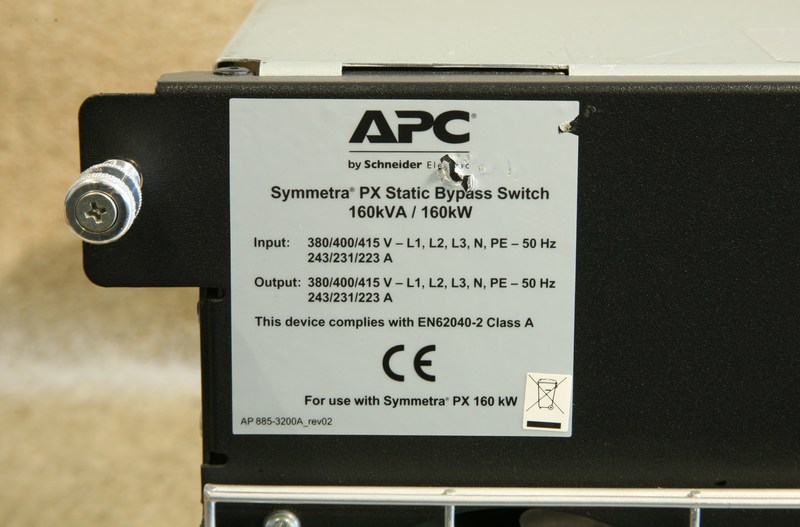 APC®
by Schneider Electric
Symmetra® PX Static Bypass Switch
160kVA / 160kW
Input: 380/400/415 V – L1, L2, L3, N, PE – 50 Hz
243/231/223 A
Output: 380/400/415 V – L1, L2, L3, N, PE – 50 Hz
243/231/223 A
This device complies with EN62040-2 Class A
CE
For use with Symmetra® PX 160 kW
AP 885-3200A_rev02